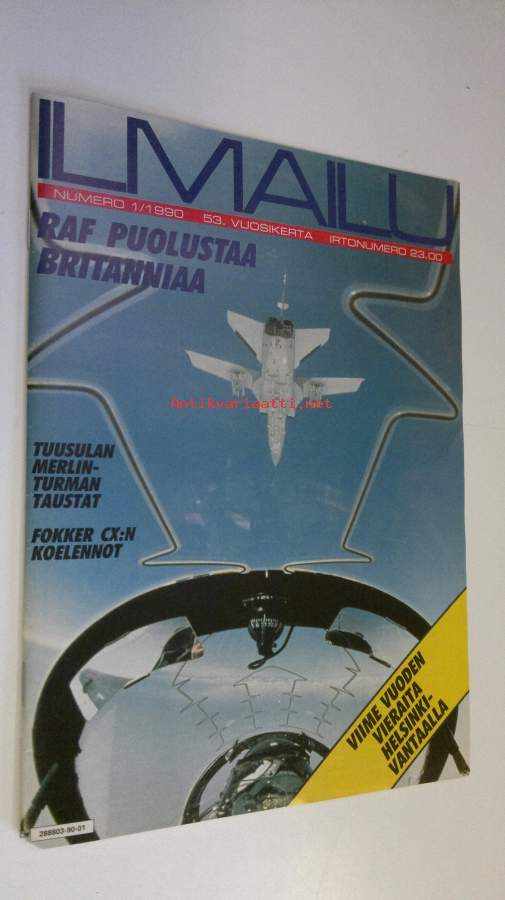 ILMAILU
NUMERO 1/1990 53. VUOSIKERTA IRTONUMERO 23.00
RAF PUOLUSTAA
BRITANNIAA
Antikvariaatti.net
TUUSULAN
MERLIN-
TURMAN
TAUSTAT
FOKKER CX:N
KOELENNOT
VIIME VUODEN
VIERAITA
HELSINKI-
VANTAALLA
288803-90-01